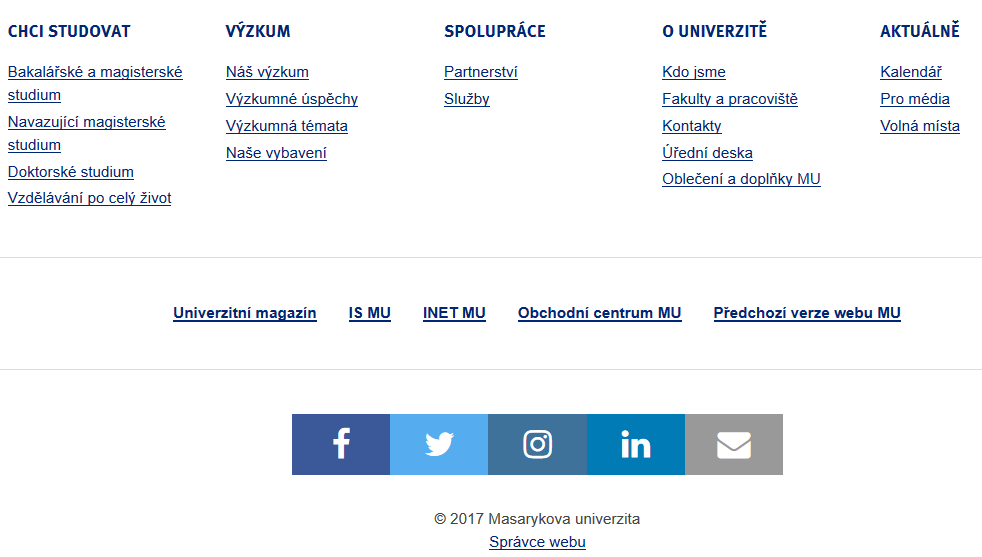 CHCI STUDOVAT
Bakalářské a magisterské
studium
Navazující magisterské
studium
Doktorské studium
Vzdělávání po celý život
VÝZKUM
Náš výzkum
Výzkumné úspěchy
Výzkumná témata
Naše vybavení
SPOLUPRÁCE
Partnerství
Služby
O UNIVERZITĚ
Kdo jsme
Fakulty a pracoviště
Kontakty
Úřední deska
Oblečení a doplňky MU
AKTUÁLNĚ
Kalendář
Pro média
Volná místa
Univerzitní magazín IS MU INET MU Obchodní centrum MU Předchozí verze webu MU
© 2017 Masarykova univerzita
Správce webu